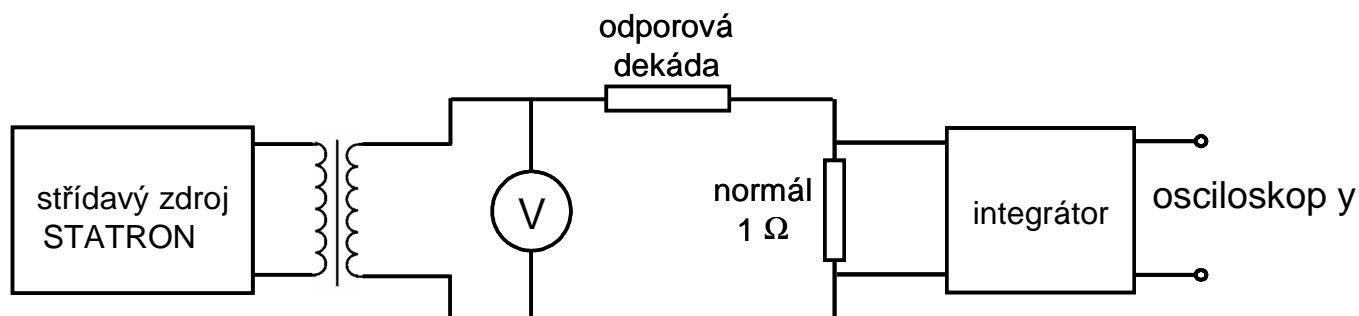 odporová
dekáda
střídavý zdroj
STATRON
V
normál
1 Ω
integrátor
osciloskop y